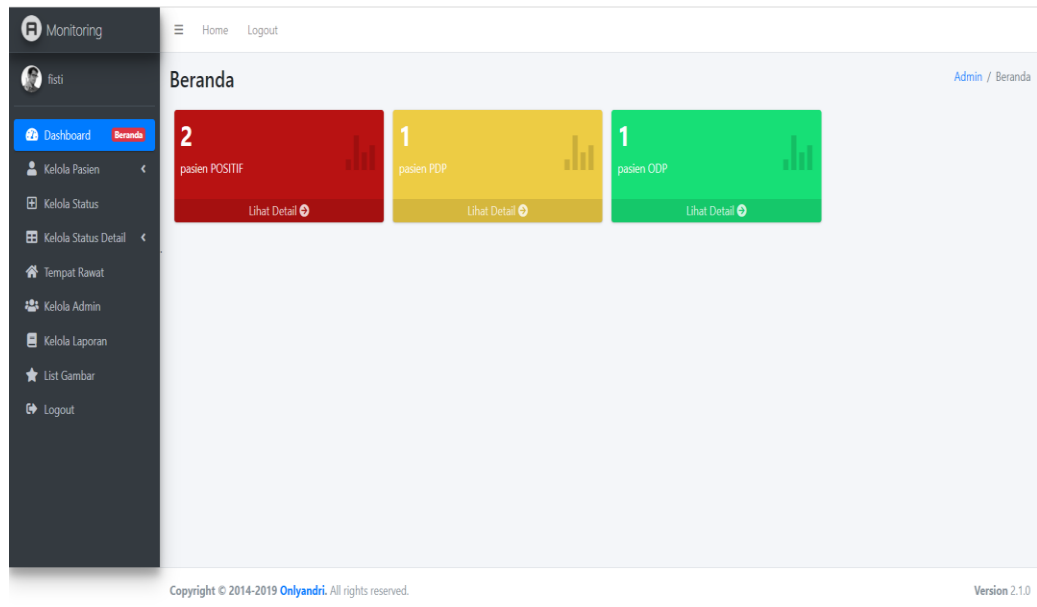 Monitoring
Home Logout
fisti
Beranda
Admin / Beranda
Dashboard Beranda
Kelola Pasien
Kelola Status
Kelola Status Detail
Tempat Rawat
Kelola Admin
Kelola Laporan
List Gambar
Logout
2
pasien POSITIF
Lihat Detail
1
pasien PDP
Lihat Detail
1
pasien ODP
Lihat Detail
Copyright © 2014-2019 Onlyandri. All rights reserved.
Version 2.1.0